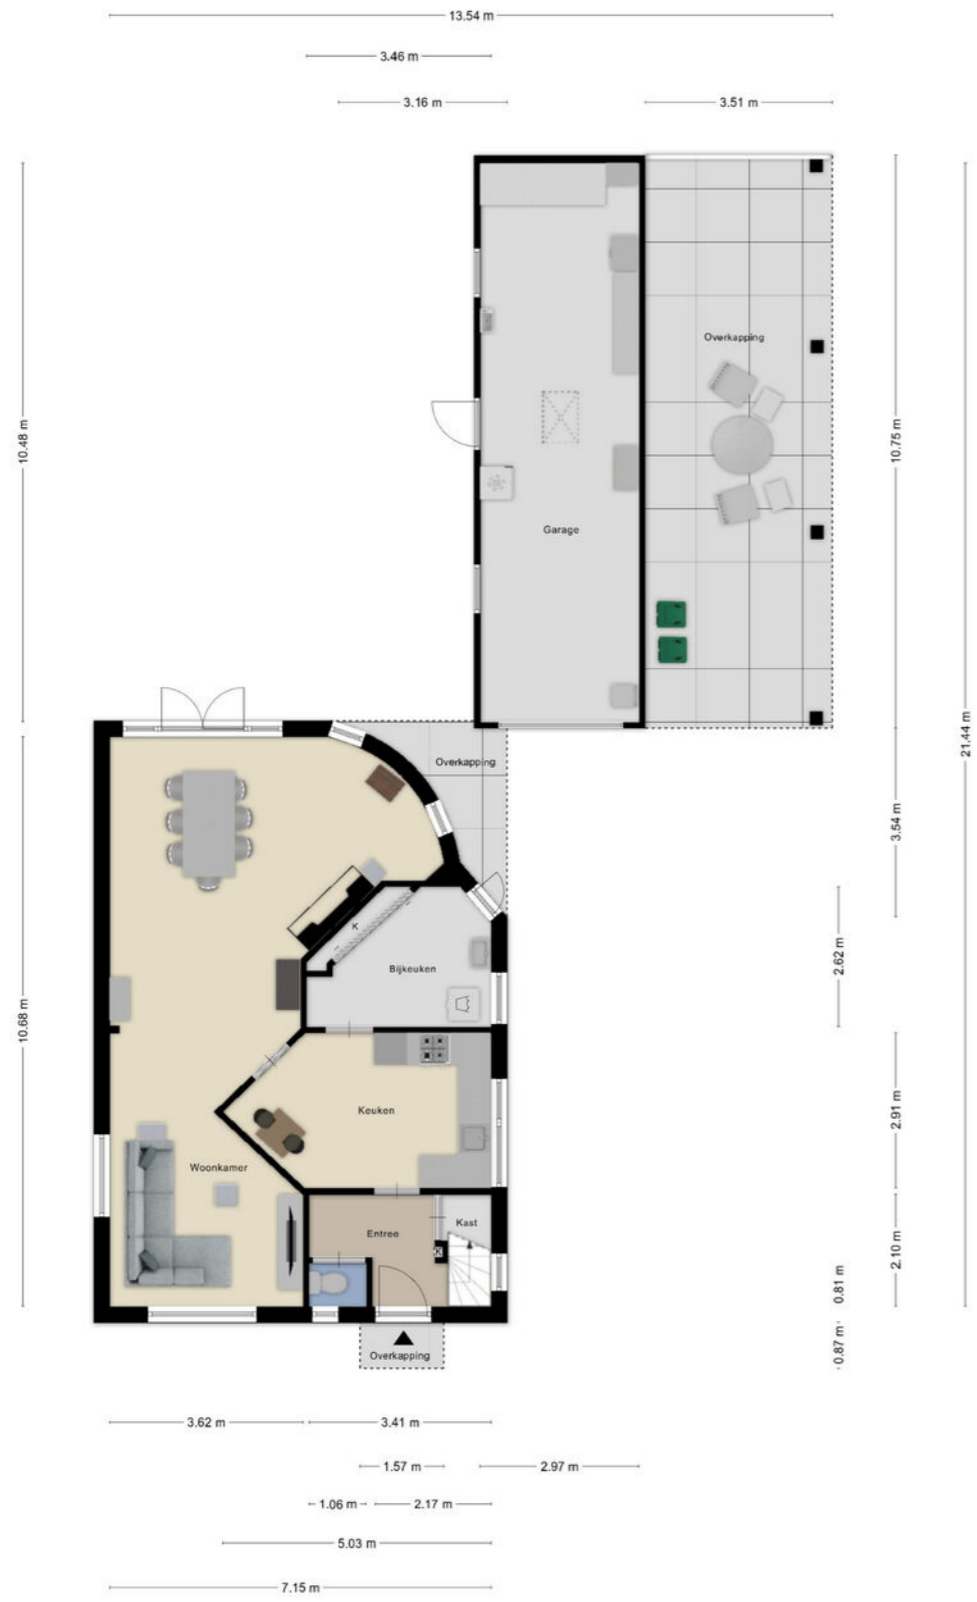 13.54 m
3.46 m
3.16 m
3.51 m
Overkapping
10.48 m
10.75 m
Garage
21.44 m
Overkapping
3.54 m
K
Bijkeuken
2.62 m
10.68 m
Keuken
2.91 m
Woonkamer
Kast
Entree
2.10 m
0.81 m
0.87 m
Overkapping
3.62 m
3.41 m
1.57 m
2.97 m
1.06 m
2.17 m
5.03 m
7.15 m